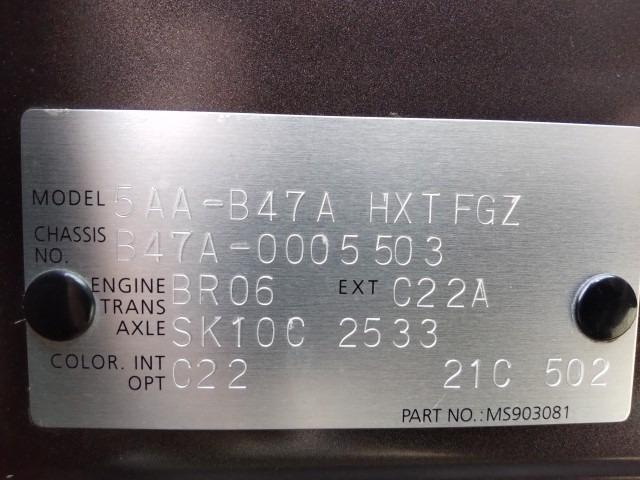 MODEL 5AA-B47A HXTFGZ
CHASSIS NO. B47A-0005503
ENGINE BR06 EXT C22A
TRANS AXLE SK10C 2533
COLOR. INT OPT C22 21C 502
PART NO.:MS903081